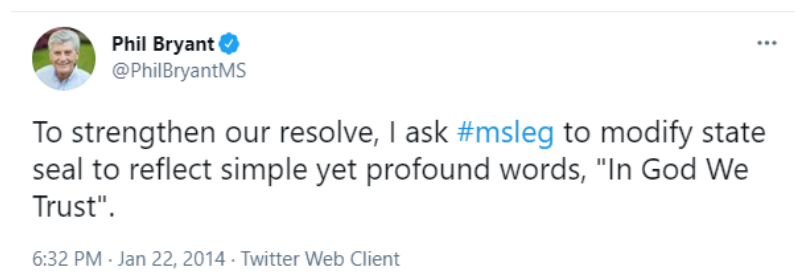 Phil Bryant
@PhilBryantMS
To strengthen our resolve, I ask #msleg to modify state
seal to reflect simple yet profound words, "In God We
Trust".
6:32 PM · Jan 22, 2014 · Twitter Web Client